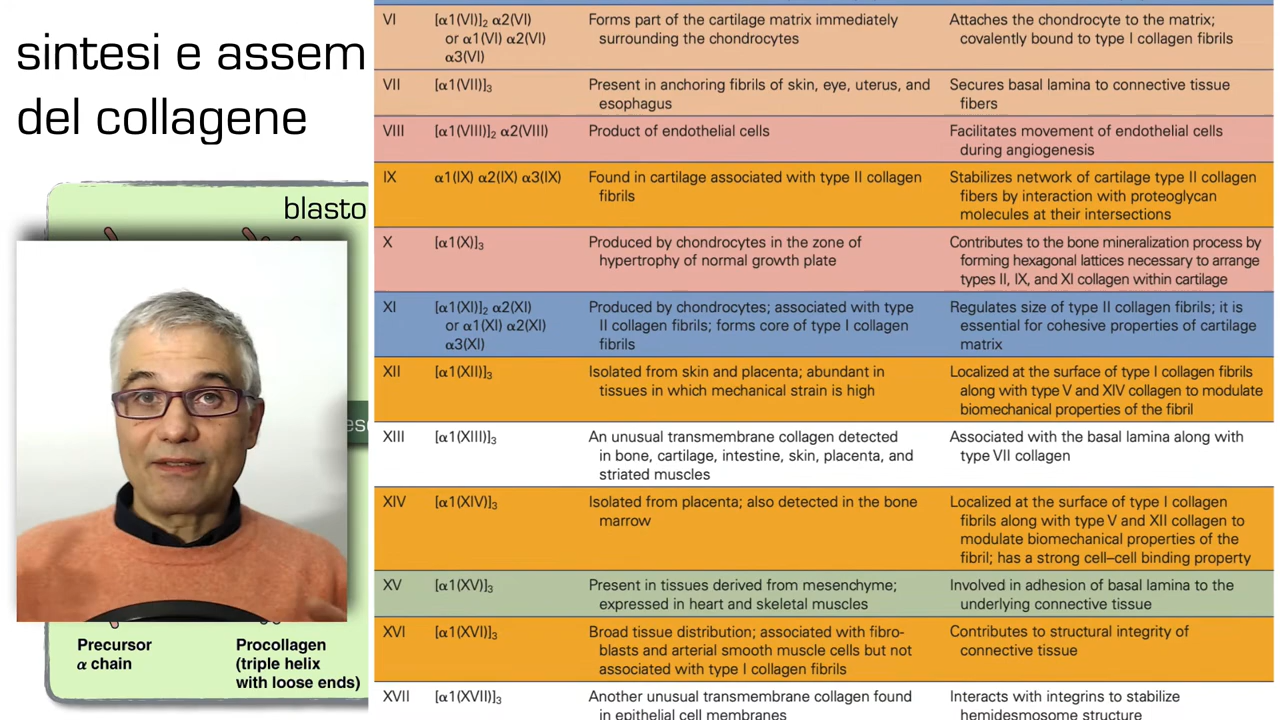 sintesi e assem
del collagene
blasto
Precursor
α chain
Procollagen
(triple helix
with loose ends)
VI [α1(VI)]₂ α2(VI) or α1(VI) α2(VI) α3(VI) Forms part of the cartilage matrix immediately surrounding the chondrocytes Attaches the chondrocyte to the matrix; covalently bound to type I collagen fibrils
VII [α1(VII)]₃ Present in anchoring fibrils of skin, eye, uterus, and esophagus Secures basal lamina to connective tissue fibers
VIII [α1(VIII)]₂ α2(VIII) Product of endothelial cells Facilitates movement of endothelial cells during angiogenesis
IX α1(IX) α2(IX) α3(IX) Found in cartilage associated with type II collagen fibrils Stabilizes network of cartilage type II collagen fibers by interaction with proteoglycan molecules at their intersections
X [α1(X)]₃ Produced by chondrocytes in the zone of hypertrophy of normal growth plate Contributes to the bone mineralization process by forming hexagonal lattices necessary to arrange types II, IX, and XI collagen within cartilage
XI [α1(XI)]₂ α2(XI) or α1(XI) α2(XI) α3(XI) Produced by chondrocytes; associated with type II collagen fibrils; forms core of type I collagen fibrils Regulates size of type II collagen fibrils; it is essential for cohesive properties of cartilage matrix
XII [α1(XII)]₃ Isolated from skin and placenta; abundant in tissues in which mechanical strain is high Localized at the surface of type I collagen fibrils along with type V and XIV collagen to modulate biomechanical properties of the fibril
XIII [α1(XIII)]₃ An unusual transmembrane collagen detected in bone, cartilage, intestine, skin, placenta, and striated muscles Associated with the basal lamina along with type VII collagen
XIV [α1(XIV)]₃ Isolated from placenta; also detected in the bone marrow Localized at the surface of type I collagen fibrils along with type V and XII collagen to modulate biomechanical properties of the fibril; has a strong cell–cell binding property
XV [α1(XV)]₃ Present in tissues derived from mesenchyme; expressed in heart and skeletal muscles Involved in adhesion of basal lamina to the underlying connective tissue
XVI [α1(XVI)]₃ Broad tissue distribution; associated with fibro-blasts and arterial smooth muscle cells but not associated with type I collagen fibrils Contributes to structural integrity of connective tissue
XVII [α1(XVII)]₃ Another unusual transmembrane collagen found in epithelial cell membranes Interacts with integrins to stabilize hemidesmosome structure